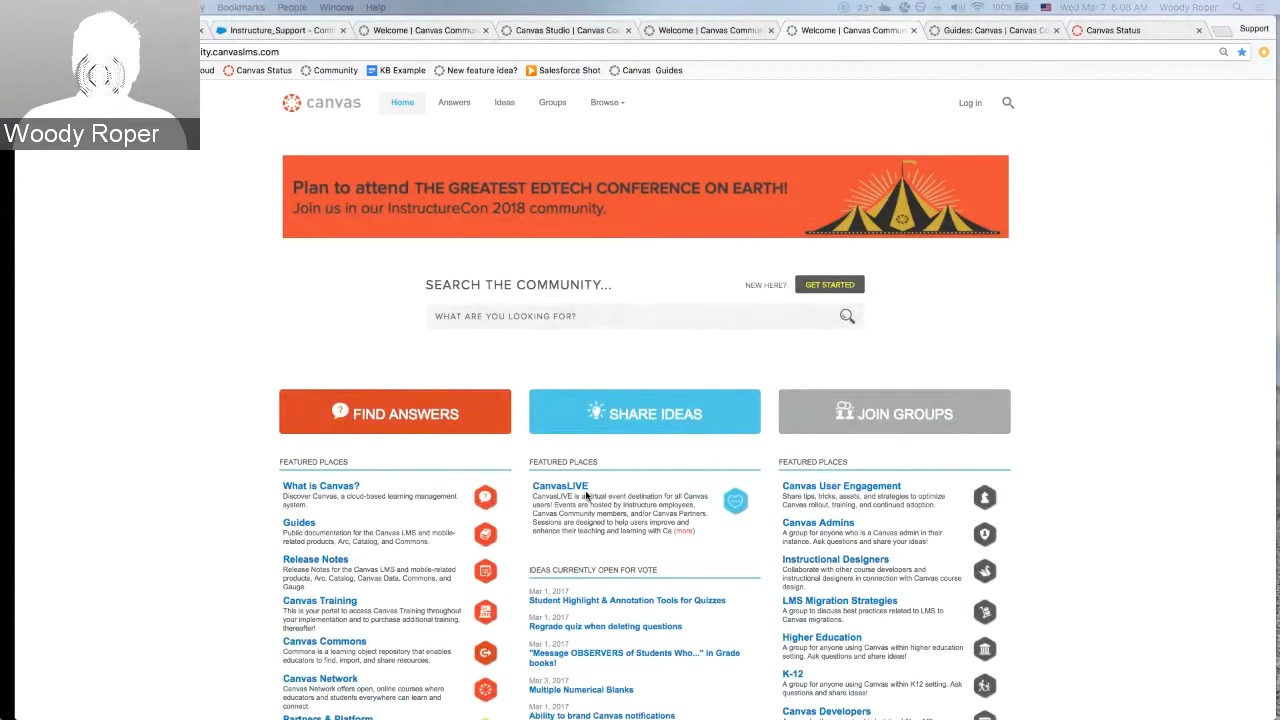 Bookmarks People Window Help
23°
100%
Wed Mar 7 5:08 AM Woody Roper
Instructure_Support - Com
Welcome | Canvas Commu
Canvas Studio | Canvas Co
Welcome | Canvas Commu
Welcome | Canvas Commu
Guides: Canvas | Canvas C
Canvas Status
Support
ity.canvaslms.com
oud
Canvas Status
Community
KB Example
New feature idea?
Salesforce Shot
Canvas Guides
Woody Roper
canvas
Home
Answers
Ideas
Groups
Browse
Log in
Plan to attend THE GREATEST EDTECH CONFERENCE ON EARTH!
Join us in our InstructureCon 2018 community.
SEARCH THE COMMUNITY...
NEW HERE?
GET STARTED
WHAT ARE YOU LOOKING FOR?
FIND ANSWERS
FEATURED PLACES
What is Canvas?
Discover Canvas, a cloud-based learning management
system.
Guides
Public documentation for the Canvas LMS and mobile-
related products, Arc, Catalog, and Commons.
Release Notes
Release Notes for the Canvas LMS and mobile-related
products, Arc, Catalog, Canvas Data, Commons, and
Gauge.
Canvas Training
This is your portal to access Canvas Training throughout
your implementation and to purchase additional training,
thereafter!
Canvas Commons
Commons is a learning object repository that enables
educators to find, import, and share resources.
Canvas Network
Canvas Network offers open, online courses where
educators and students everywhere can learn and
connect.
Partners & Platform
SHARE IDEAS
FEATURED PLACES
CanvasLIVE
CanvasLIVE is a virtual event destination for all Canvas
users! Events are hosted by Instructure employees,
Canvas Community members, and/or Canvas Partners.
Sessions are designed to help users improve and
enhance their teaching and learning with Ca (more)
IDEAS CURRENTLY OPEN FOR VOTE
Mar 1, 2017
Student Highlight & Annotation Tools for Quizzes
Mar 1, 2017
Regrade quiz when deleting questions
Mar 1, 2017
"Message OBSERVERS of Students Who..." in Grade
books!
Mar 3, 2017
Multiple Numerical Blanks
Mar 1, 2017
Ability to brand Canvas notifications
JOIN GROUPS
FEATURED PLACES
Canvas User Engagement
Share tips, tricks, assets, and strategies to optimize
Canvas rollout, training, and continued adoption.
Canvas Admins
A group for anyone who is a Canvas admin in their
instance. Ask questions and share your ideas!
Instructional Designers
Collaborate with other course developers and
instructional designers in connection with Canvas course
design.
LMS Migration Strategies
A group to discuss best practices related to LMS to
Canvas migrations.
Higher Education
A group for anyone using Canvas within higher education
setting. Ask questions and share ideas!
K-12
A group for anyone using Canvas within K12 setting. Ask
questions and share ideas!
Canvas Developers